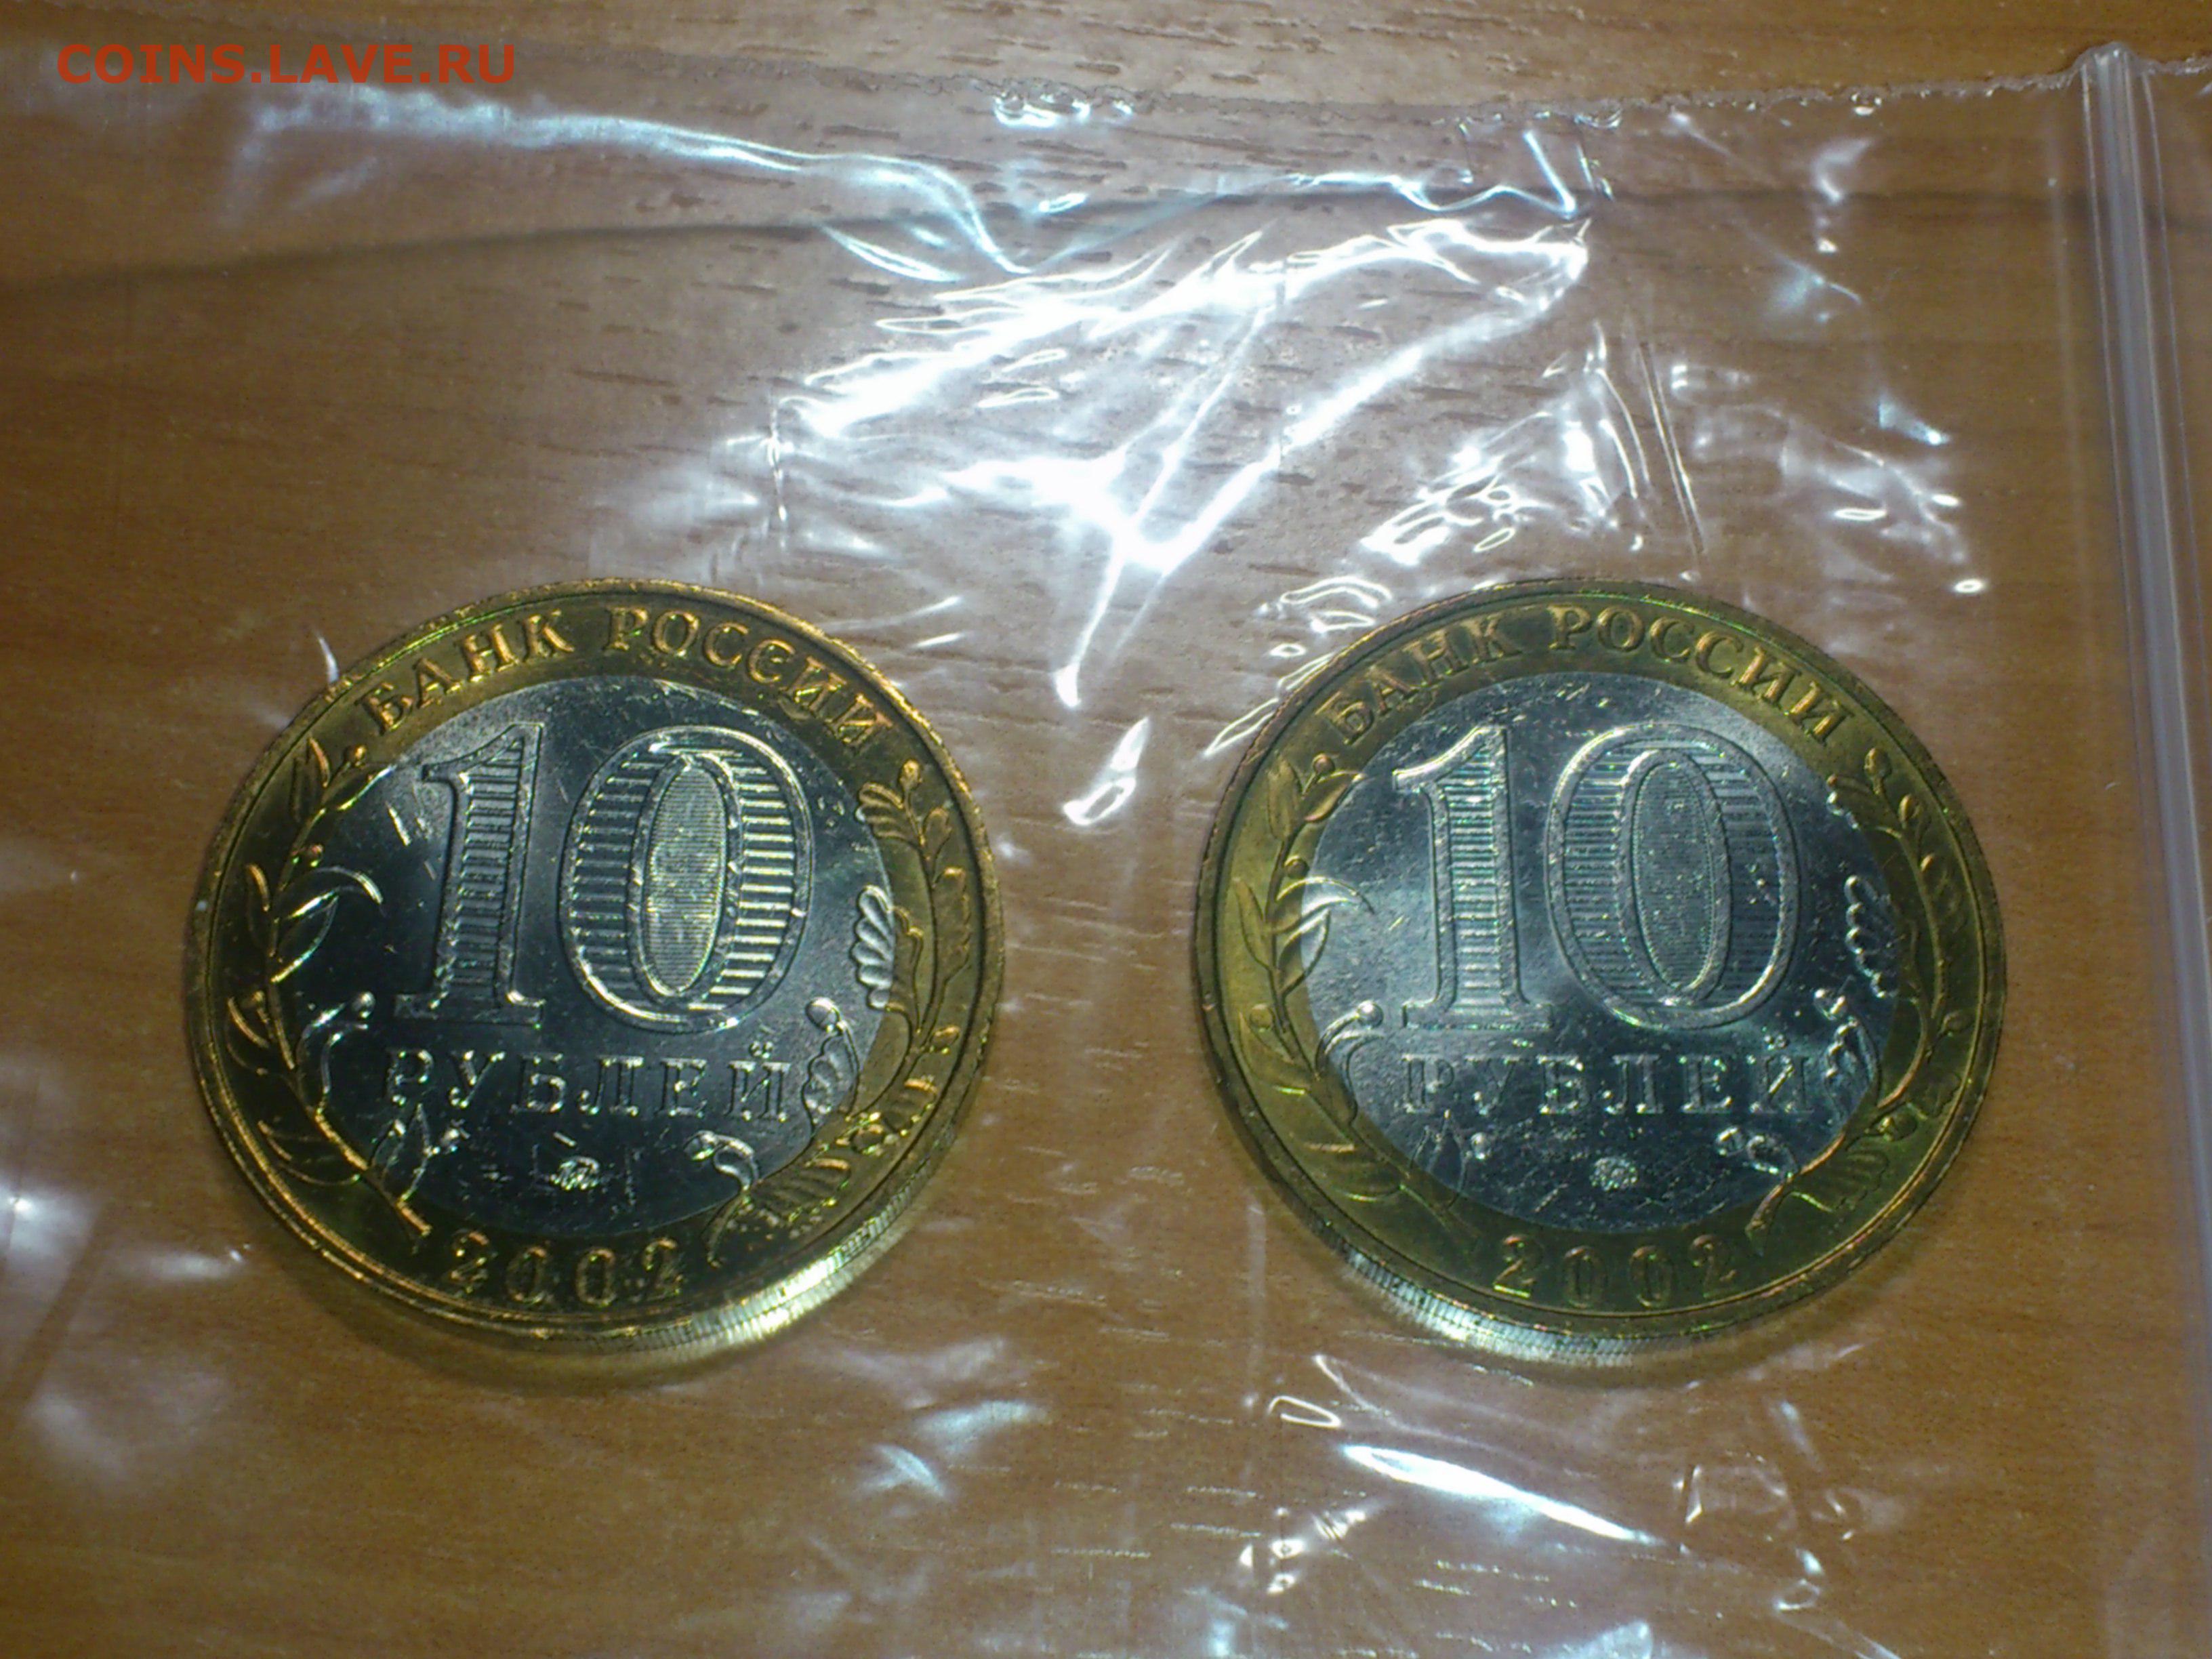 COINS.LAVE.RU
БАНК РОССИИ
10
РУБЛЕЙ
2002
БАНК РОССИИ
10
РУБЛЕЙ
2002